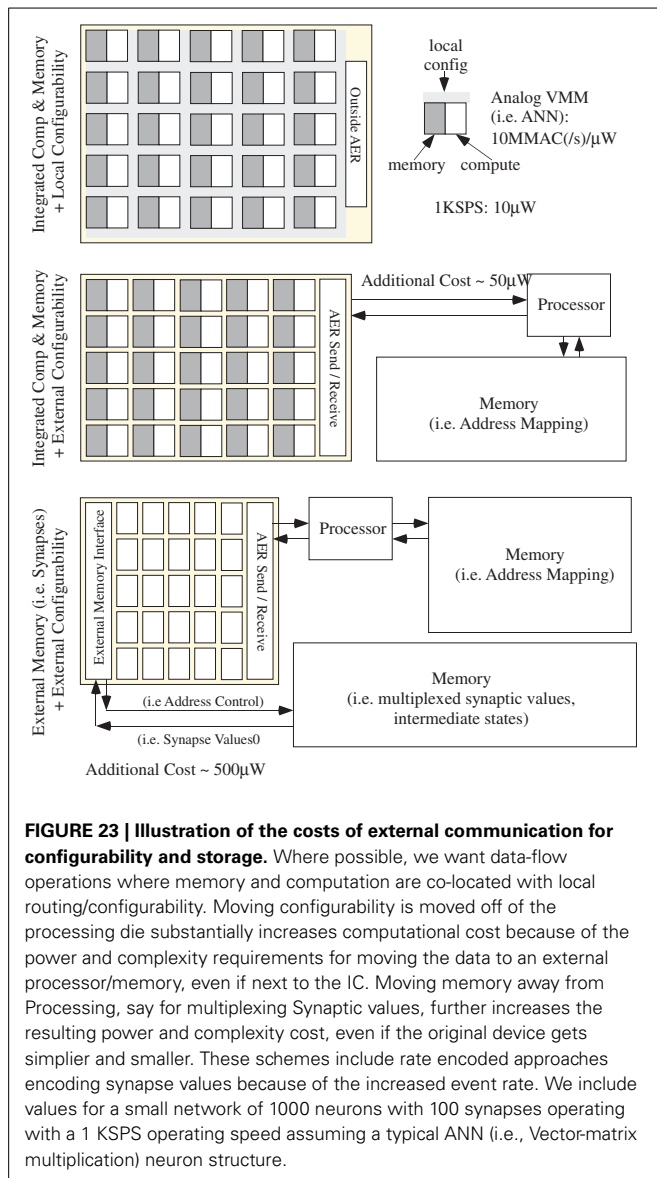 Integrated Comp & Memory
+ Local Configurability
Outside AER
local
config
memory
compute
Analog VMM
(i.e. ANN):
10MMAC(/s)/µW
1KSPS: 10µW
Integrated Comp & Memory
+ External Configurability
AER Send / Receive
Additional Cost ~ 50µW
Processor
Memory
(i.e. Address Mapping)
External Memory (i.e. Synapses)
+ External Configurability
External Memory Interface
AER Send / Receive
Processor
Memory
(i.e. Address Mapping)
(i.e Address Control)
(i.e. Synapse Values0
Memory
(i.e. multiplexed synaptic values,
intermediate states)
Additional Cost ~ 500µW
FIGURE 23 | Illustration of the costs of external communication for
configurability and storage. Where possible, we want data-flow
operations where memory and computation are co-located with local
routing/configurability. Moving configurability is moved off of the
processing die substantially increases computational cost because of the
power and complexity requirements for moving the data to an external
processor/memory, even if next to the IC. Moving memory away from
Processing, say for multiplexing Synaptic values, further increases the
resulting power and complexity cost, even if the original device gets
simplier and smaller. These schemes include rate encoded approaches
encoding synapse values because of the increased event rate. We include
values for a small network of 1000 neurons with 100 synapses operating
with a 1 KSPS operating speed assuming a typical ANN (i.e., Vector-matrix
multiplication) neuron structure.